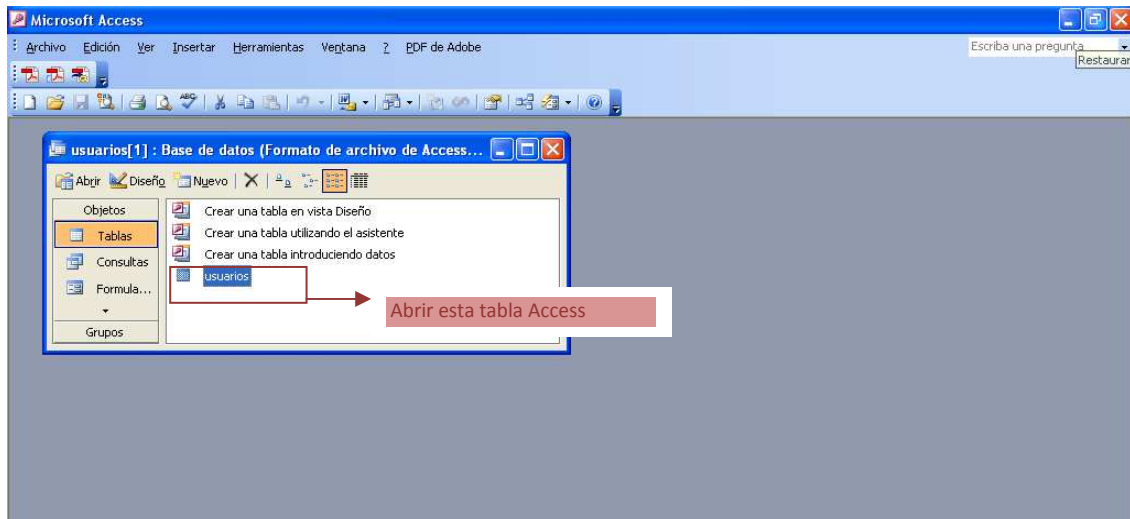 Microsoft Access
Archivo Edición Ver Insertar Herramientas Ventana ? PDF de Adobe
Escriba una pregunta
Restaurar
usuarios[1] : Base de datos (Formato de archivo de Access...
Abrir Diseño Nuevo
Objetos
Tablas
Consultas
Formula...
Grupos
Crear una tabla en vista Diseño
Crear una tabla utilizando el asistente
Crear una tabla introduciendo datos
usuarios
Abrir esta tabla Access